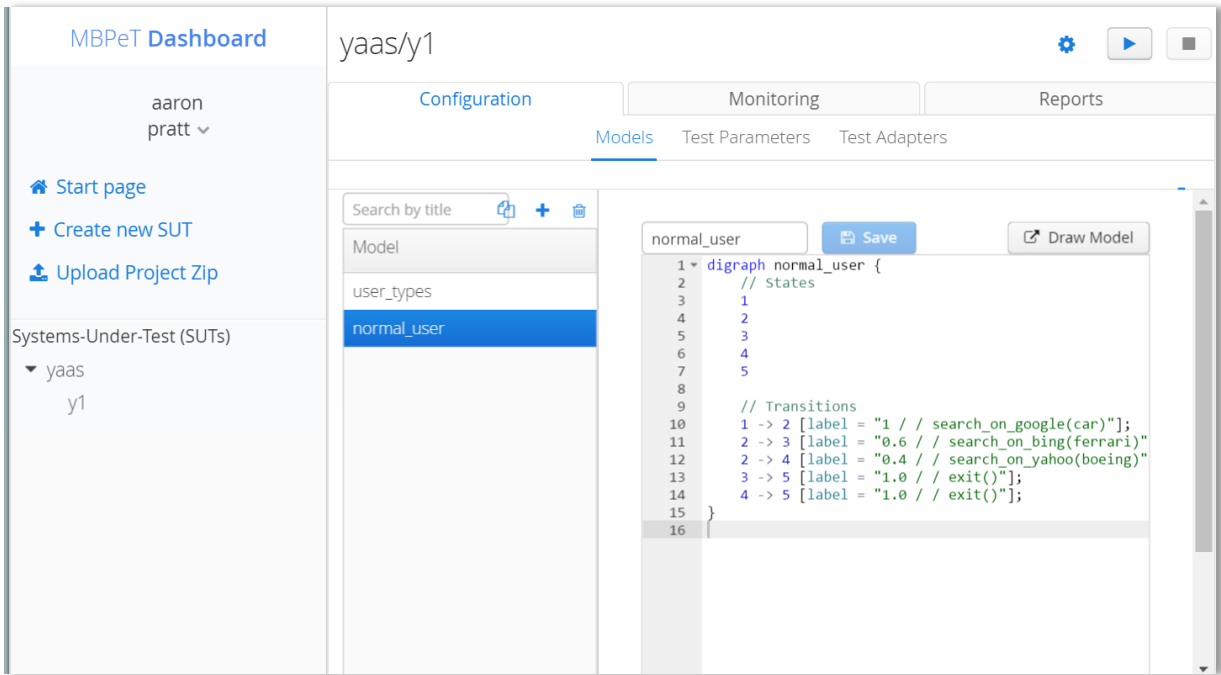 MBPeT Dashboard
aaron
pratt
Start page
Create new SUT
Upload Project Zip
Systems-Under-Test (SUTs)
yaas
y1
yaas/y1
Configuration
Monitoring
Reports
Models
Test Parameters
Test Adapters
Search by title
Model
user_types
normal_user
normal_user
Save
Draw Model
1 digraph normal_user {
2 // States
3 1
4 2
5 3
6 4
7 5
8
9 // Transitions
10 1 -> 2 [label = "1 / / search_on_google(car)"];
11 2 -> 3 [label = "0.6 / / search_on_bing(ferrari)"
12 2 -> 4 [label = "0.4 / / search_on_yahoo(boeing)"
13 3 -> 5 [label = "1.0 / / exit()"];
14 4 -> 5 [label = "1.0 / / exit()"];
15 }
16